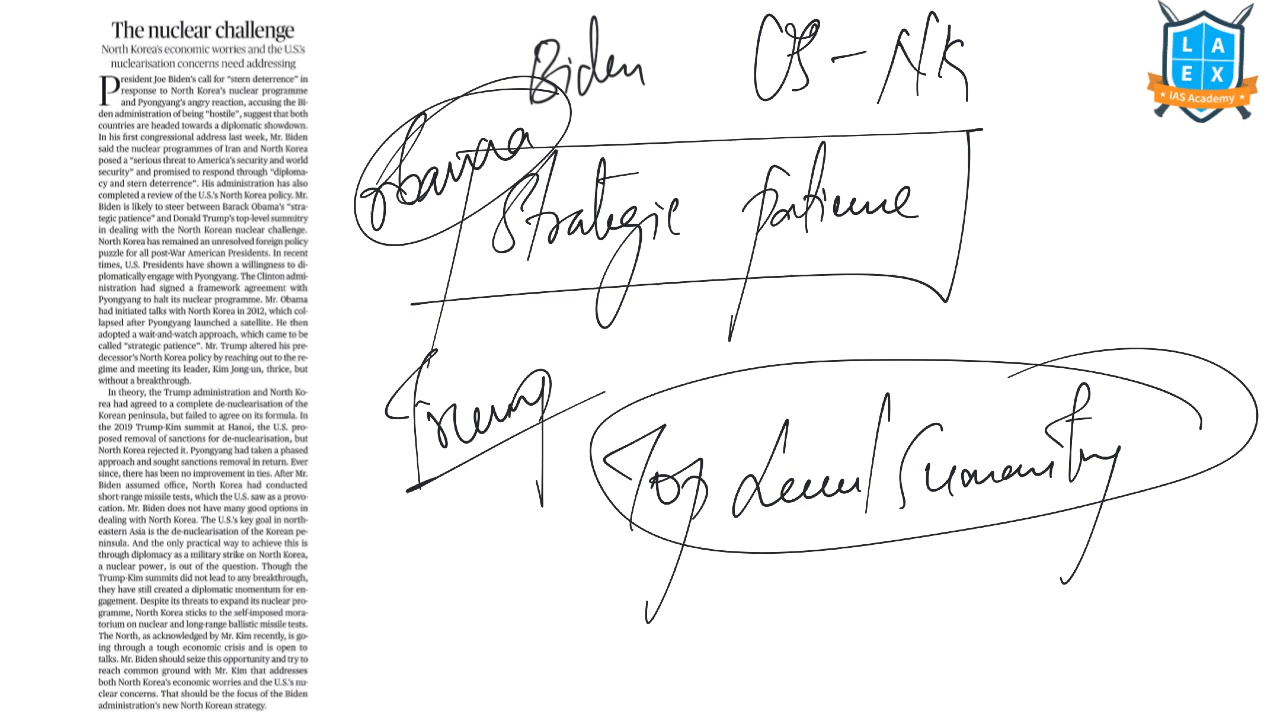 The nuclear challenge
North Korea's economic worries and the U.S.'s
nuclearisation concerns need addressing
President Joe Biden's call for "stern deterrence" in
response to North Korea's nuclear programme
and Pyongyang's angry reaction, accusing the Bi-
den administration of being "hostile", suggest that both
countries are headed towards a diplomatic showdown.
In his first congressional address last week, Mr. Biden
said the nuclear programmes of Iran and North Korea
posed a "serious threat to America's security and world
security" and promised to respond through "diploma-
cy and stern deterrence". His administration has also
completed a review of the U.S.'s North Korea policy. Mr.
Biden is likely to steer between Barack Obama's "stra-
tegic patience" and Donald Trump's top-level summitry
in dealing with the North Korean nuclear challenge.
North Korea has remained an unresolved foreign policy
puzzle for all post-War American Presidents. In recent
times, U.S. Presidents have shown a willingness to di-
plomatically engage with Pyongyang. The Clinton admi-
nistration had signed a framework agreement with
Pyongyang to halt its nuclear programme. Mr. Obama
had initiated talks with North Korea in 2012, which col-
lapsed after Pyongyang launched a satellite. He then
adopted a wait-and-watch approach, which came to be
called "strategic patience". Mr. Trump altered his pre-
decessor's North Korea policy by reaching out to the re-
gime and meeting its leader, Kim Jong-un, thrice, but
without a breakthrough.
In theory, the Trump administration and North Ko-
rea had agreed to a complete de-nuclearisation of the
Korean peninsula, but failed to agree on its formula. In
the 2019 Trump-Kim summit at Hanoi, the U.S. pro-
posed removal of sanctions for de-nuclearisation, but
North Korea rejected it. Pyongyang had taken a phased
approach and sought sanctions removal in return. Ever
since, there has been no improvement in ties. After Mr.
Biden assumed office, North Korea had conducted
short-range missile tests, which the U.S. saw as a provo-
cation. Mr. Biden does not have many good options in
dealing with North Korea. The U.S.'s key goal in north-
eastern Asia is the de-nuclearisation of the Korean pe-
ninsula. And the only practical way to achieve this is
through diplomacy as a military strike on North Korea,
a nuclear power, is out of the question. Though the
Trump-Kim summits did not lead to any breakthrough,
they have still created a diplomatic momentum for en-
gagement. Despite its threats to expand its nuclear pro-
gramme, North Korea sticks to the self-imposed mora-
torium on nuclear and long-range ballistic missile tests.
The North, as acknowledged by Mr. Kim recently, is go-
ing through a tough economic crisis and is open to
talks. Mr. Biden should seize this opportunity and try to
reach common ground with Mr. Kim that addresses
both North Korea's economic worries and the U.S.'s nu-
clear concerns. That should be the focus of the Biden
administration's new North Korean strategy.
Biden US - NK
Obama
Strategic patience
Trump
Top Level Summitry
LA
EX
IAS Academy